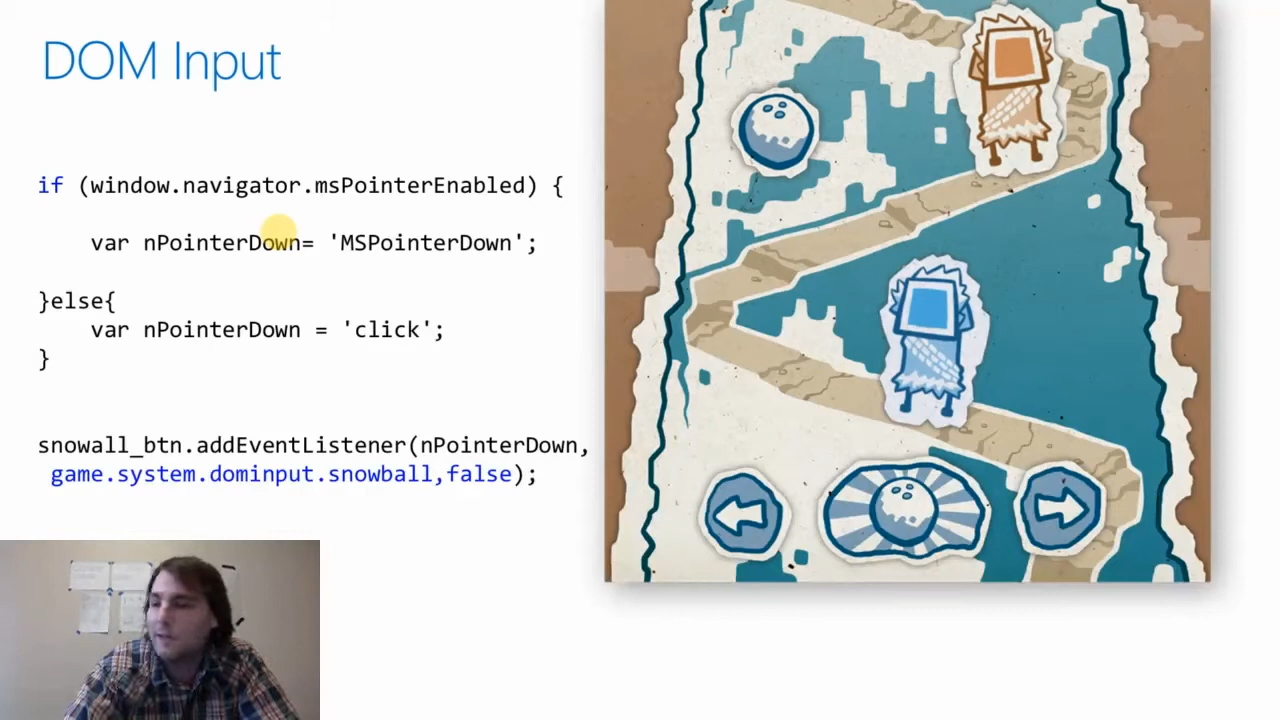 DOM Input
if (window.navigator.msPointerEnabled) {
var nPointerDown= 'MSPointerDown';
}else{
var nPointerDown = 'click';
}
snowall_btn.addEventListener(nPointerDown,
game.system.dominput.snowball,false);